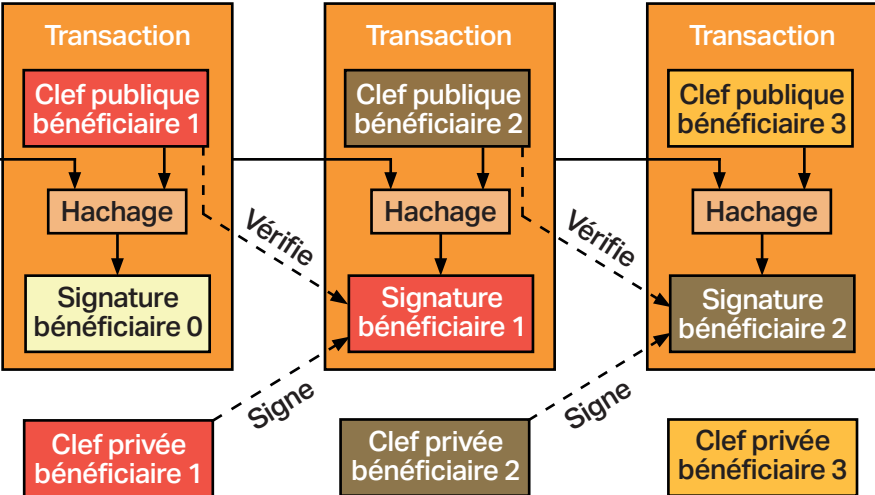 Transaction
Clef publique
bénéficiaire 1
Hachage
Signature
bénéficiaire 0
Transaction
Clef publique
bénéficiaire 2
Hachage
Signature
bénéficiaire 1
Transaction
Clef publique
bénéficiaire 3
Hachage
Signature
bénéficiaire 2
Vérifie
Vérifie
Signe
Signe
Clef privée
bénéficiaire 1
Clef privée
bénéficiaire 2
Clef privée
bénéficiaire 3